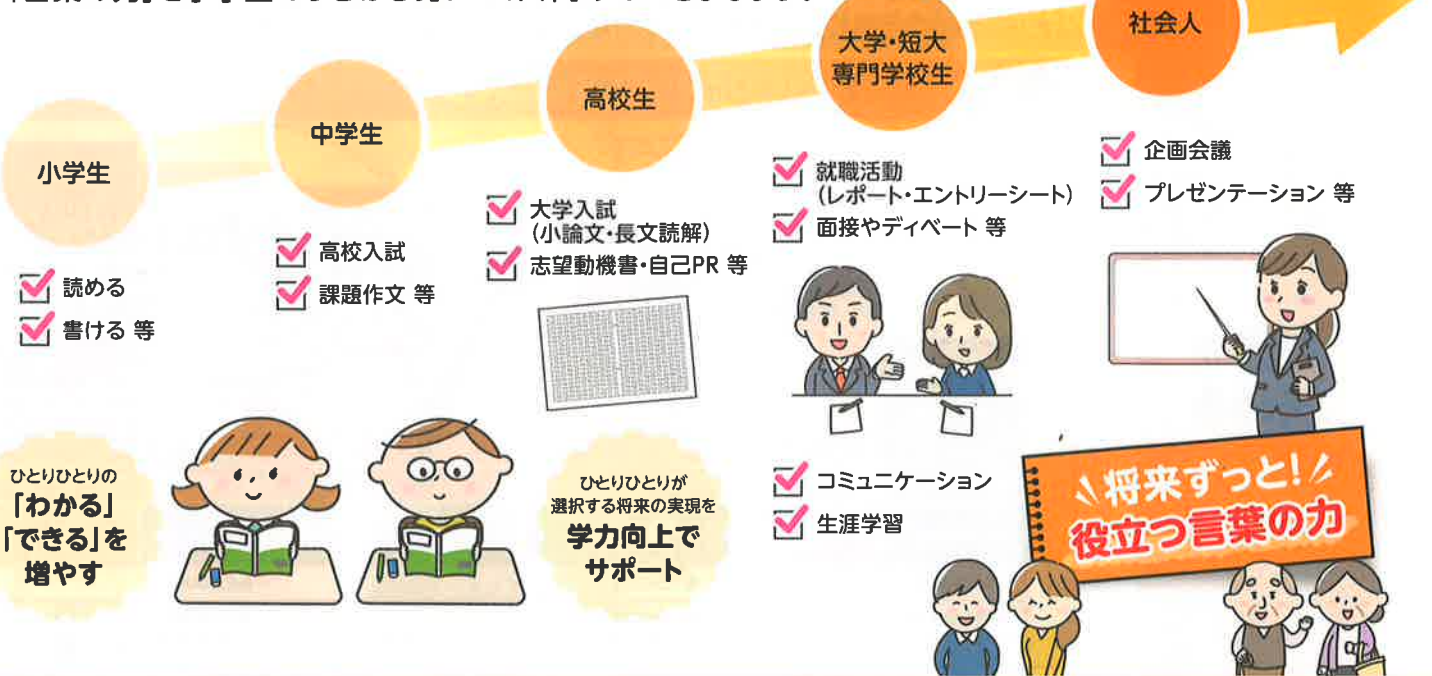 小学生
読める
書ける 等
中学生
高校入試
課題作文 等
高校生
大学入試
(小論文・長文読解)
志望動機書・自己PR 等
大学・短大
専門学校生
就職活動
(レポート・エントリーシート)
面接やディベート 等
社会人
企画会議
プレゼンテーション 等
ひとりひとりの
「わかる」
「できる」を
増やす
ひとりひとりが
選択する将来の実現を
学力向上で
サポート
コミュニケーション
生涯学習
将来ずっと!
役立つ言葉の力